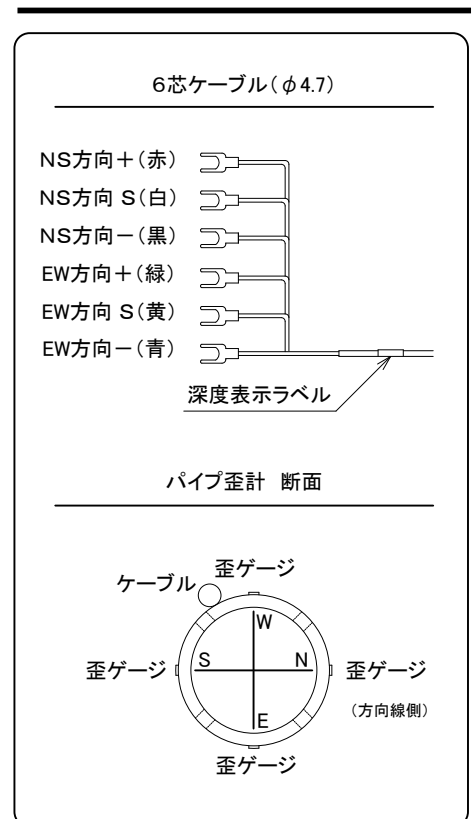 6芯ケーブル(φ4.7)
NS方向+(赤)
NS方向 S(白)
NS方向-(黒)
EW方向+(緑)
EW方向 S(黄)
EW方向-(青)
深度表示ラベル
パイプ歪計 断面
歪ゲージ
ケーブル
W
歪ゲージ S N 歪ゲージ
(方向線側)
E
歪ゲージ